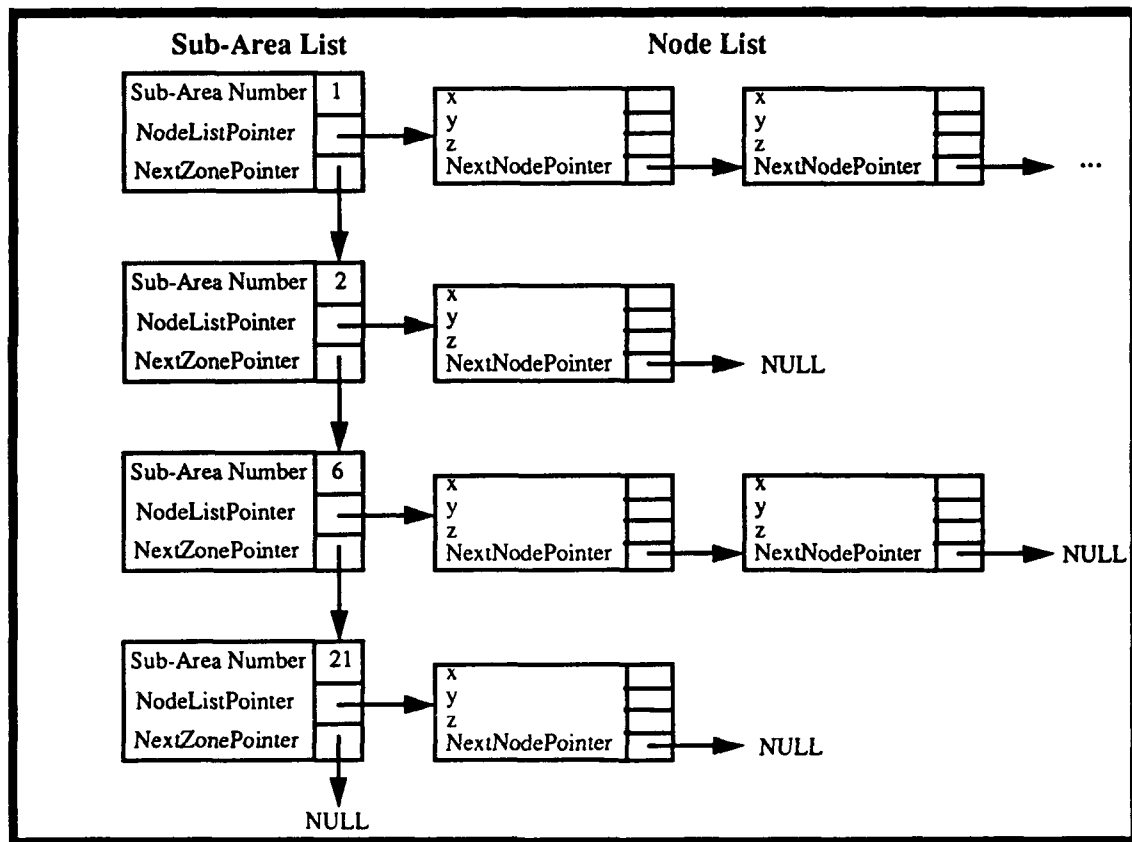 Sub-Area List
Node List
Sub-Area Number 1
NodeListPointer
NextZonePointer
x
y
z
NextNodePointer
x
y
z
NextNodePointer
...
Sub-Area Number 2
NodeListPointer
NextZonePointer
x
y
z
NextNodePointer
NULL
Sub-Area Number 6
NodeListPointer
NextZonePointer
x
y
z
NextNodePointer
x
y
z
NextNodePointer
NULL
Sub-Area Number 21
NodeListPointer
NextZonePointer
x
y
z
NextNodePointer
NULL
NULL